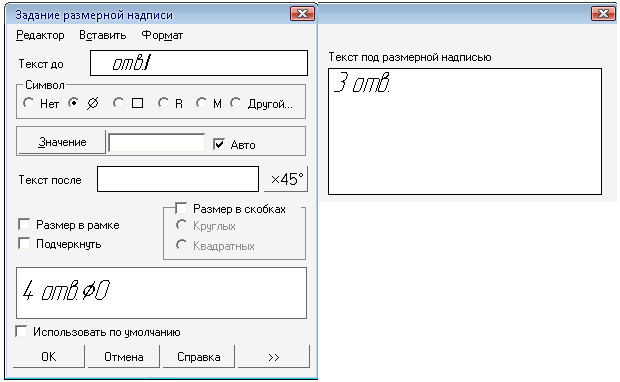 Задание размерной надписи
Редактор Вставить Формат
Текст до отв.
Символ
Нет Ø □ R M Другой...
Значение Авто
Текст после ×45°
Размер в рамке
Подчеркнуть
Размер в скобках
Круглых
Квадратных
4 отв.⌀0
Использовать по умолчанию
OK Отмена Справка >>
Текст под размерной надписью
3 отв.